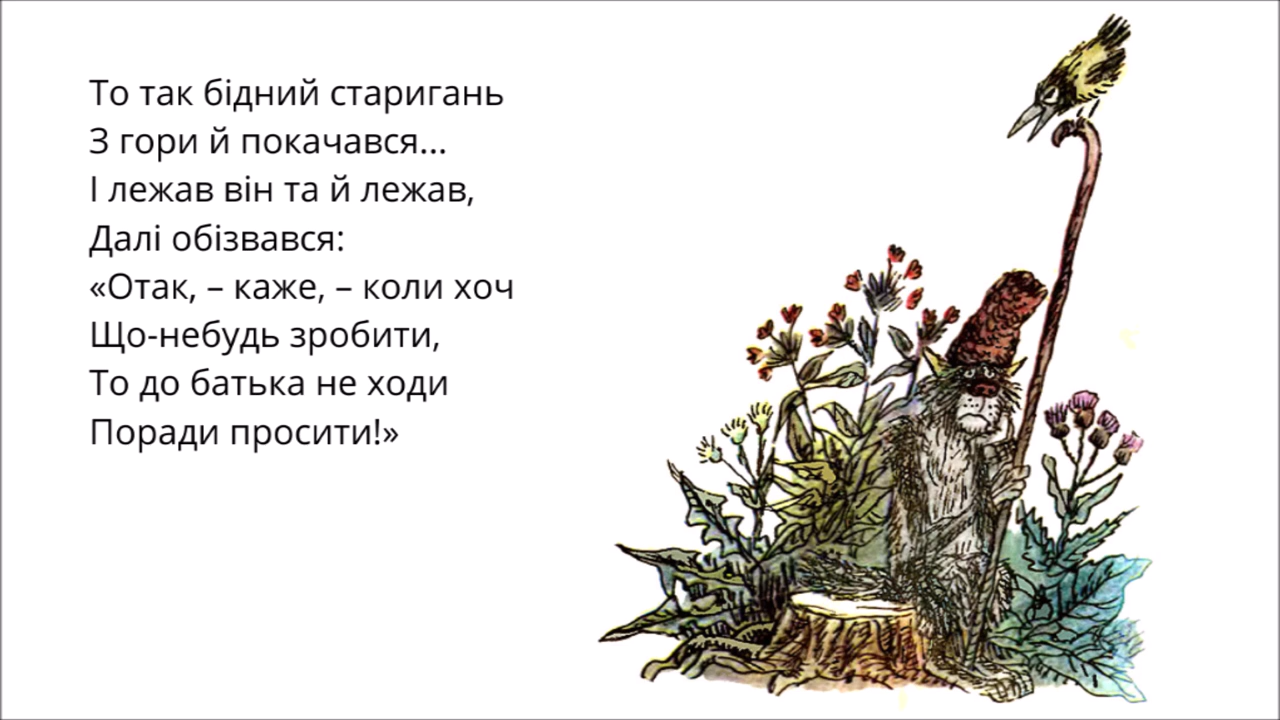 То так бідний старигань
З гори й покачався...
І лежав він та й лежав,
Далі обізвався:
«Отак, – каже, – коли хоч
Що-небудь зробити,
То до батька не ходи
Поради просити!»